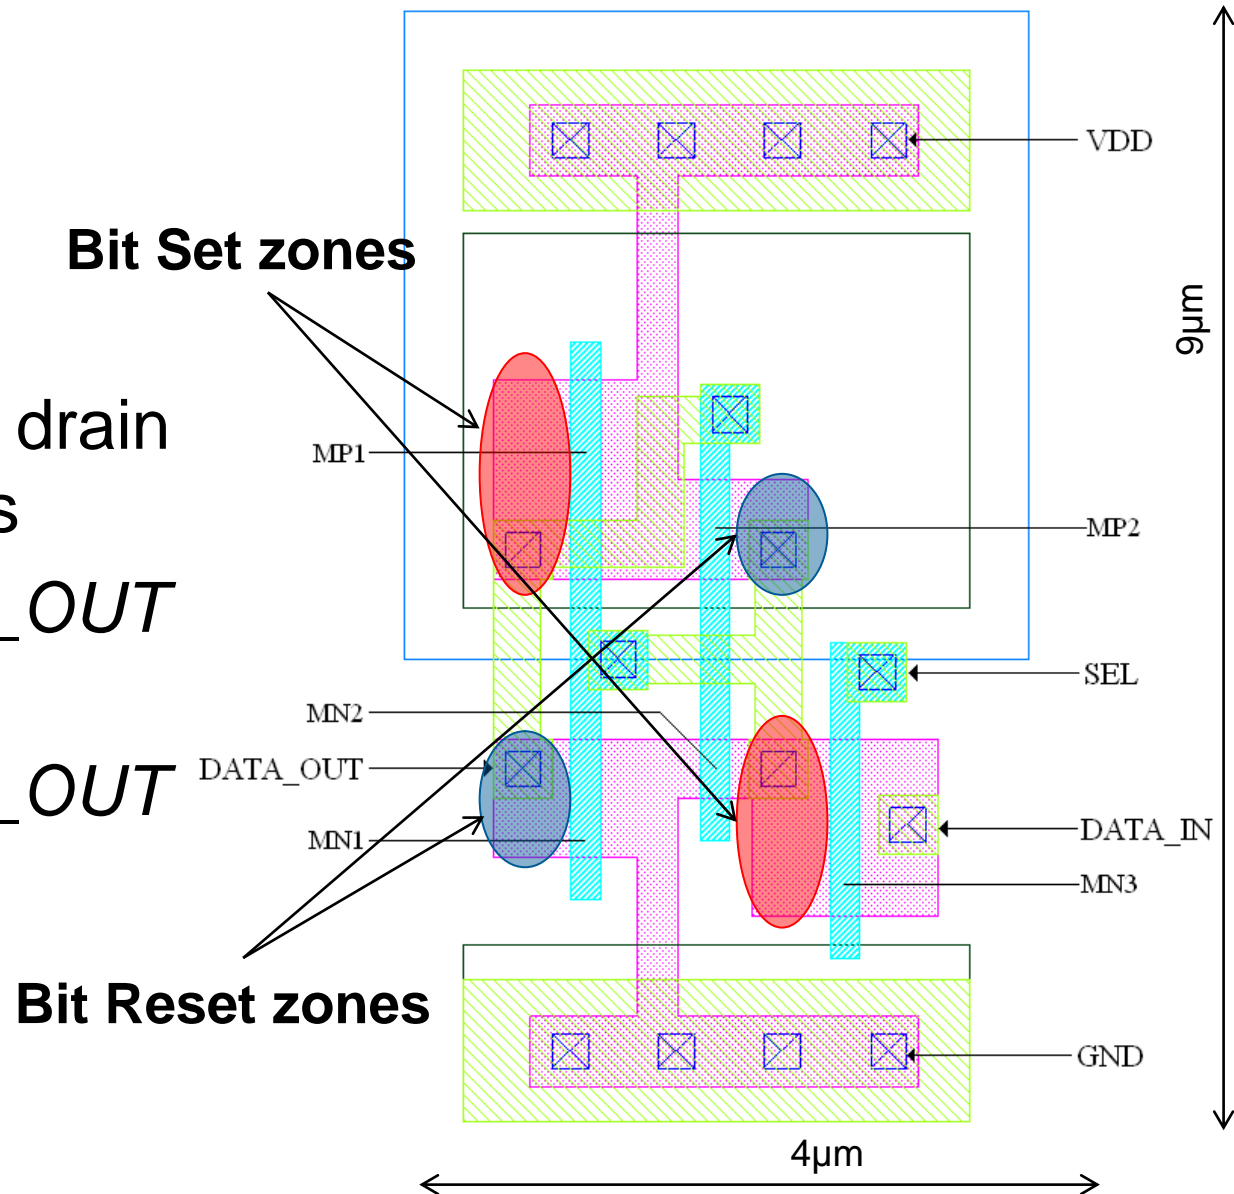 VDD
Bit Set zones
9µm
drain
MP1
s
MP2
_OUT
SEL
MN2
DATA_OUT
_OUT
DATA_IN
MN1
MN3
Bit Reset zones
GND
4µm